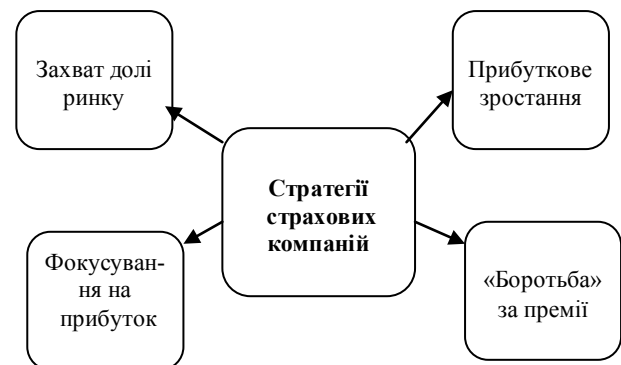 Захват долі
ринку
Прибуткове
зростання
Стратегії
страхових
компаній
Фокусуван-
ня на
прибуток
«Боротьба»
за премії